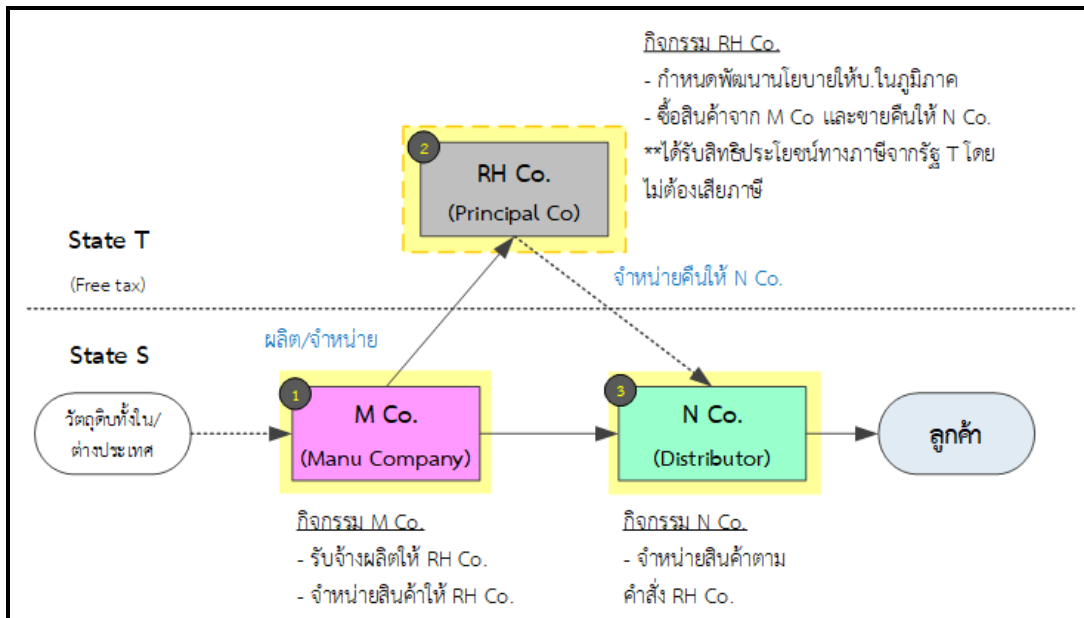 กิจกรรม RH Co.
- กำหนดพัฒนานโยบายให้บ.ในภูมิภาค
- ซื้อสินค้าจาก M Co และขายคืนให้ N Co.
**ได้รับสิทธิประโยชน์ทางภาษีจากรัฐ T โดย
ไม่ต้องเสียภาษี
2
RH Co.
(Principal Co)
State T
(Free tax)
จำหน่ายคืนให้ N Co.
ผลิต/จำหน่าย
State S
วัตถุดิบทั้งใน/
ต่างประเทศ
1
M Co.
(Manu Company)
3
N Co.
(Distributor)
ลูกค้า
กิจกรรม M Co.
- รับจ้างผลิตให้ RH Co.
- จำหน่ายสินค้าให้ RH Co.
กิจกรรม N Co.
- จำหน่ายสินค้าตาม
คำสั่ง RH Co.